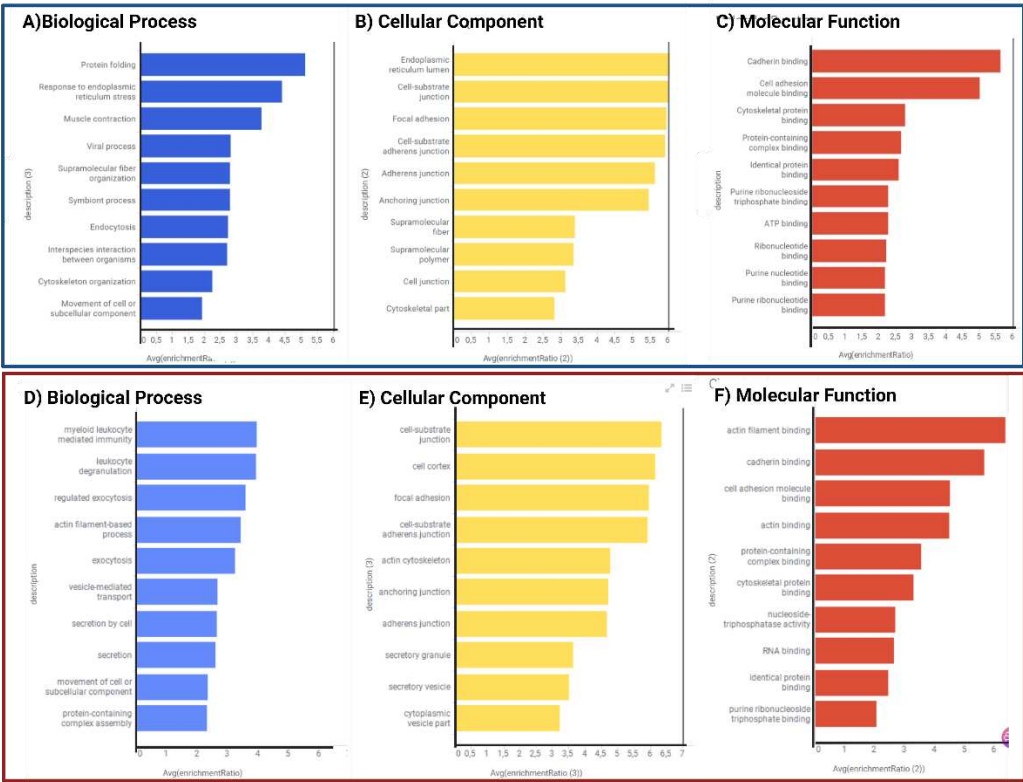 A)Biological Process
Protein folding
Response to endoplasmic
reticulum stress
Muscle contraction
Viral process
Supramolecular fiber
organization
Symbiont process
Endocytosis
Interspecies interaction
between organisms
Cytoskeleton organization
Movement of cell or
subcellular component
description (3)
0 0,5 1 1,5 2 2,5 3 3,5 4 4,5 5 5,5 6
B) Cellular Component
Endoplasmic
reticulum lumen
Cell-substrate
junction
Focal adhesion
Cell-substrate
adherens junction
Adherens junction
Anchoring junction
Supramolecular
fiber
Supramolecular
polymer
Cell junction
Cytoskeletal part
description (2)
0 0,5 1 1,5 2 2,5 3 3,5 4 4,5 5 5,5 6
Avg(enrichmentRatio (2))
C) Molecular Function
Cadherin binding
Cell adhesion
molecule binding
Cytoskeletal protein
binding
Protein-containing
complex binding
Identical protein
binding
Purine ribonucleoside
triphosphate binding
ATP binding
Ribonucleotide
binding
Purine nucleotide
binding
Purine ribonucleotide
binding
description
0 0,5 1 1,5 2 2,5 3 3,5 4 4,5 5 5,5 6
Avg(enrichmentRatio)
D) Biological Process
myeloid leukocyte
mediated immunity
leukocyte
degranulation
regulated exocytosis
actin filament-based
process
exocytosis
vesicle-mediated
transport
secretion by cell
secretion
movement of cell or
subcellular component
protein-containing
complex assembly
description
0 1 2 3 4 5 6
Avg(enrichmentRatio)
E) Cellular Component
cell-substrate
junction
cell cortex
focal adhesion
cell-substrate
adherens junction
actin cytoskeleton
anchoring junction
adherens junction
secretory granule
secretory vesicle
cytoplasmic
vesicle part
description (3)
0 0,5 1 1,5 2 2,5 3 3,5 4 4,5 5 5,5 6 6,5 7
Avg(enrichmentRatio (3))
F) Molecular Function
actin filament binding
cadherin binding
cell adhesion molecule
binding
actin binding
protein-containing
complex binding
cytoskeletal protein
binding
nucleoside-
triphosphatase activity
RNA binding
identical protein
binding
purine ribonucleoside
triphosphate binding
description (2)
0 1 2 3 4 5 6
Avg(enrichmentRatio (2))